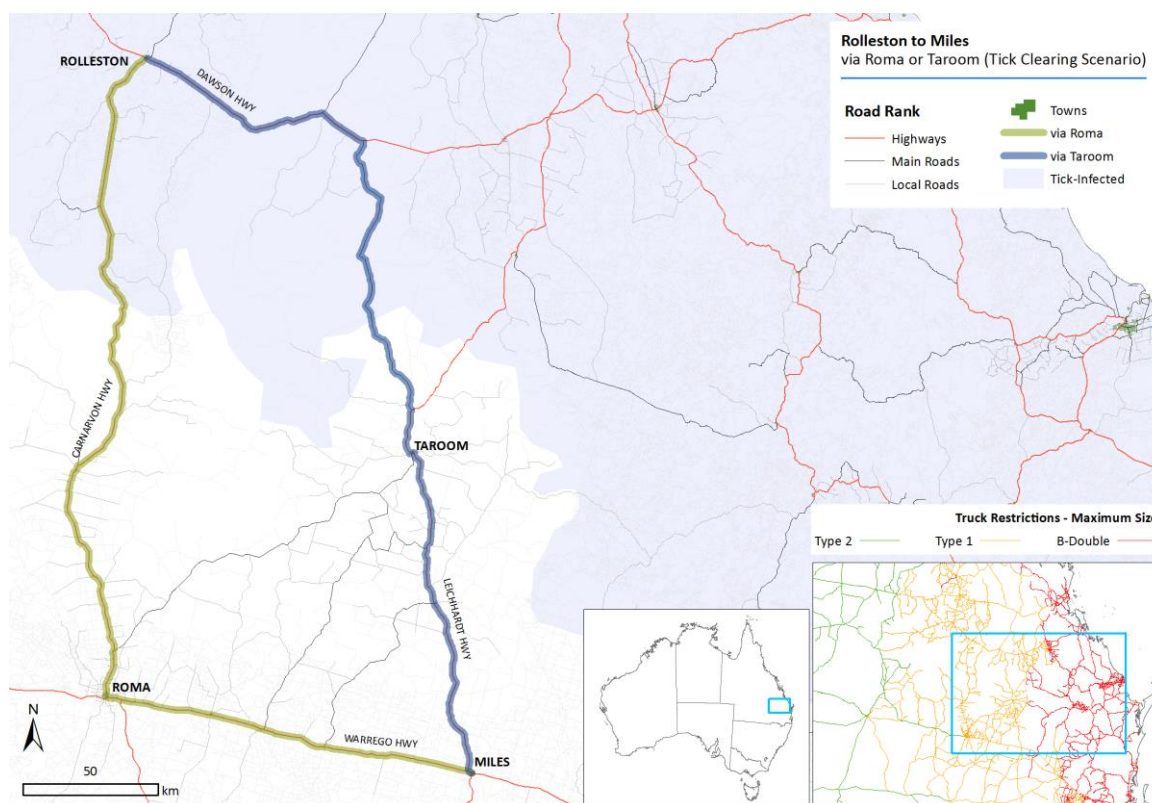 Rolleston to Miles
via Roma or Taroom (Tick Clearing Scenario)
Road Rank
Highways
Main Roads
Local Roads
Towns
via Roma
via Taroom
Tick-Infected
ROLLESTON
DAWSON HWY
CARNARVON HWY
TAROOM
LEICHHARDT HWY
ROMA
WARREGO HWY
MILES
N
50
km
Truck Restrictions - Maximum Size
Type 2
Type 1
B-Double